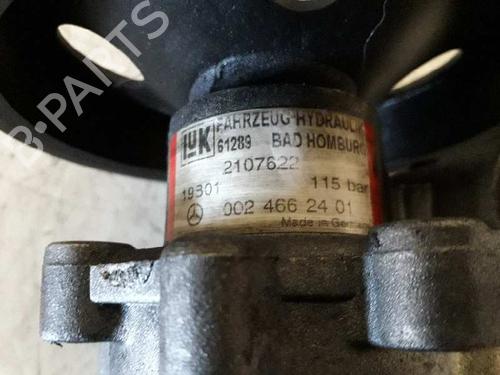 LUK FAHRZEUG-HYDRAULIK
61289 BAD HOMBURG
2107622
19301 115 bar
002 466 24 01
Made in Germany
B-PARTS